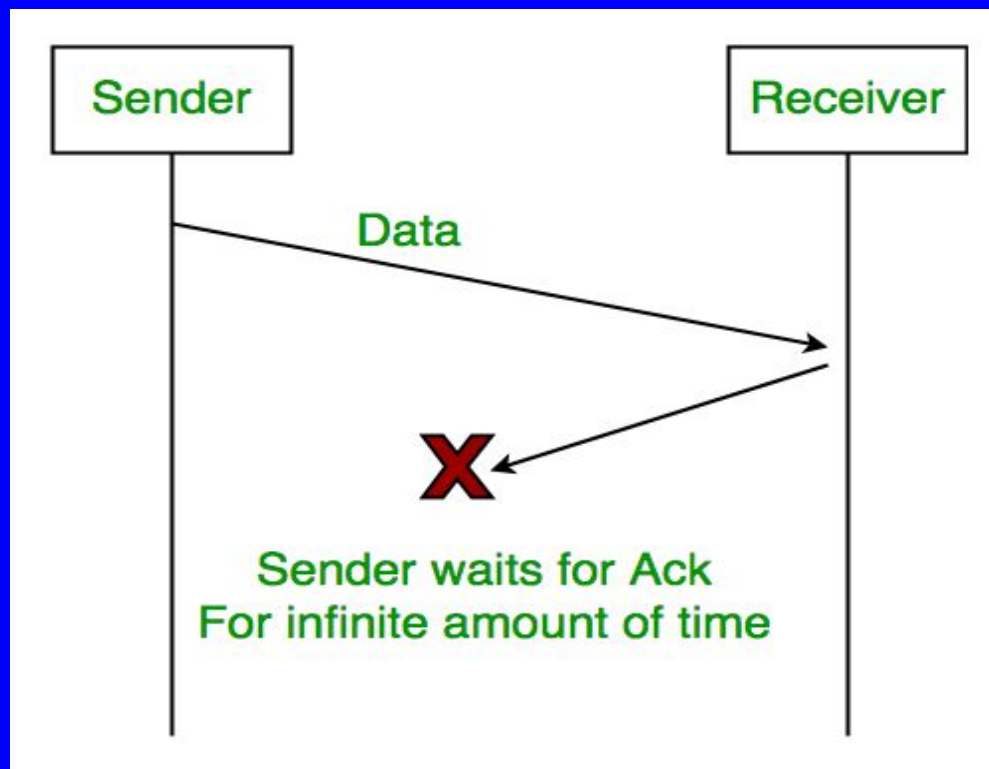 Sender
Receiver
Data
X
Sender waits for Ack
For infinite amount of time